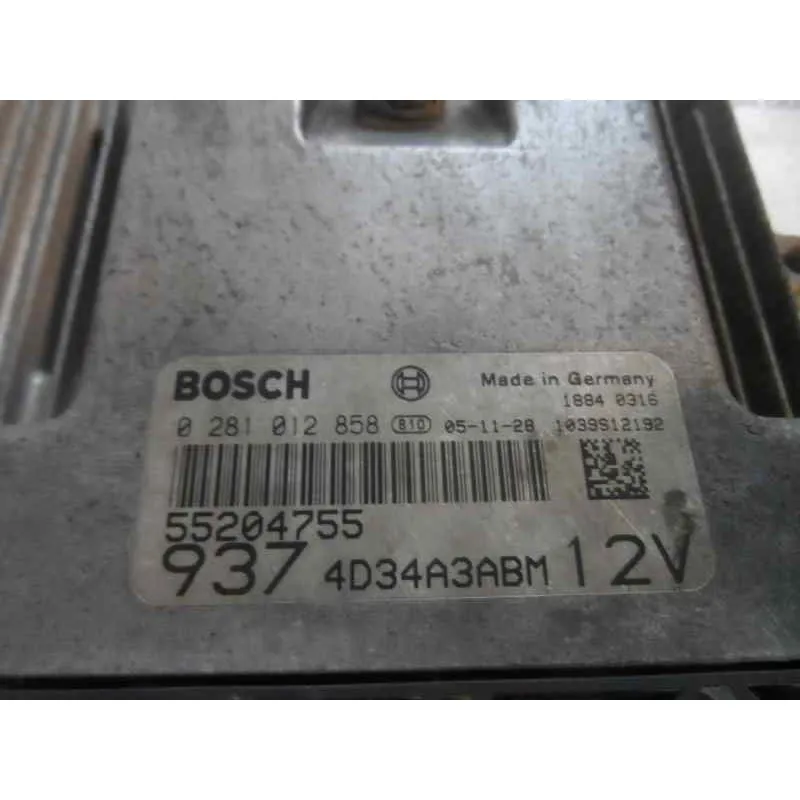 BOSCH Made in Germany
1884 0316
0 281 012 858 810 05-11-28 1039S12192
55204755
937 4D34A3ABM 12V